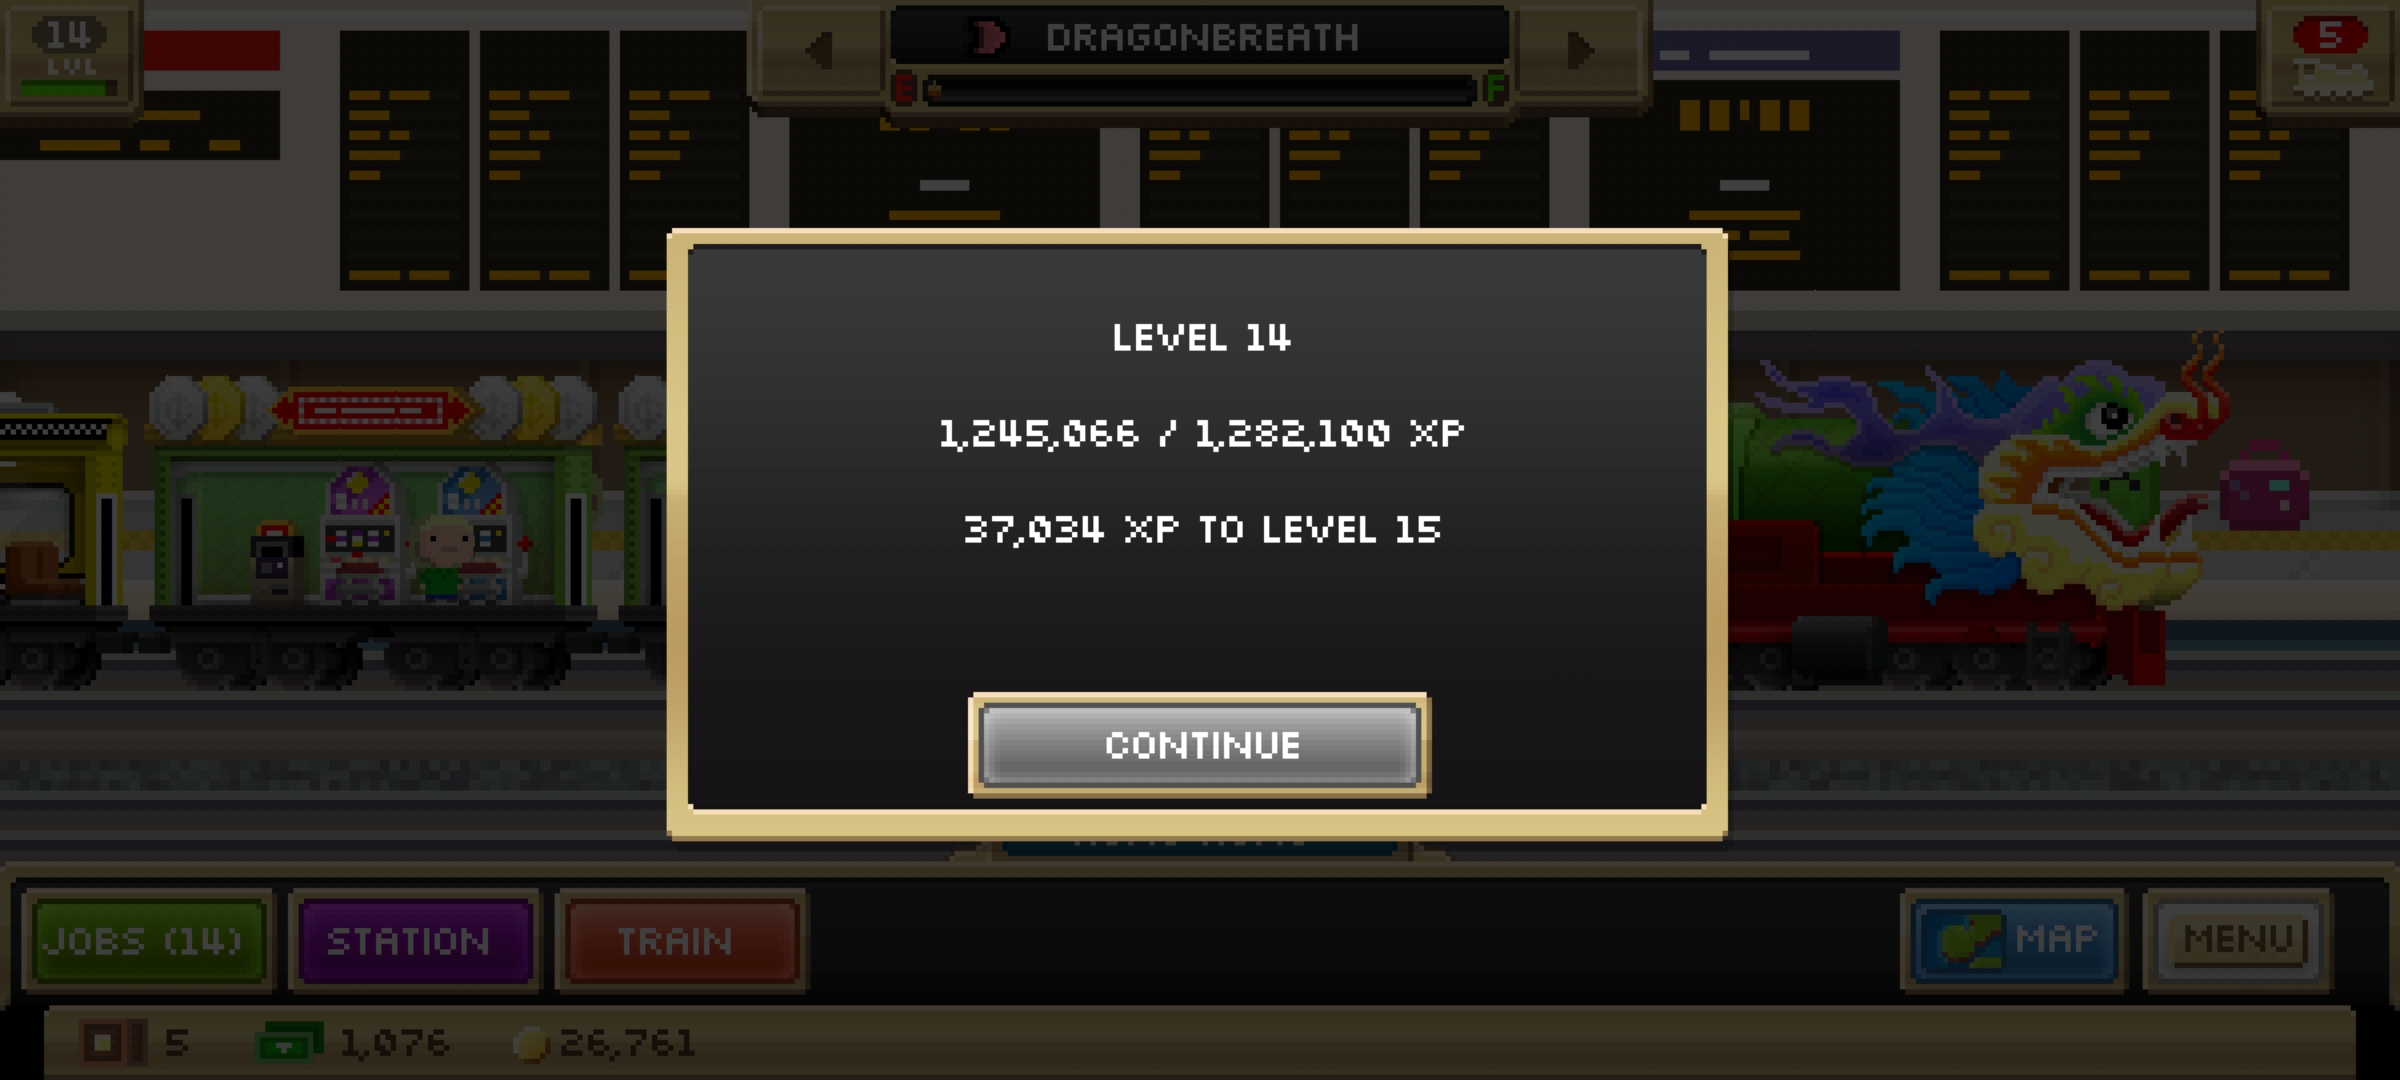 14
LVL
DRAGONBREATH
E
F
5
LEVEL 14
1,245,066 / 1,282,100 XP
37,034 XP TO LEVEL 15
CONTINUE
JOBS (14)
STATION
TRAIN
MAP
MENU
5
1,076
26,761